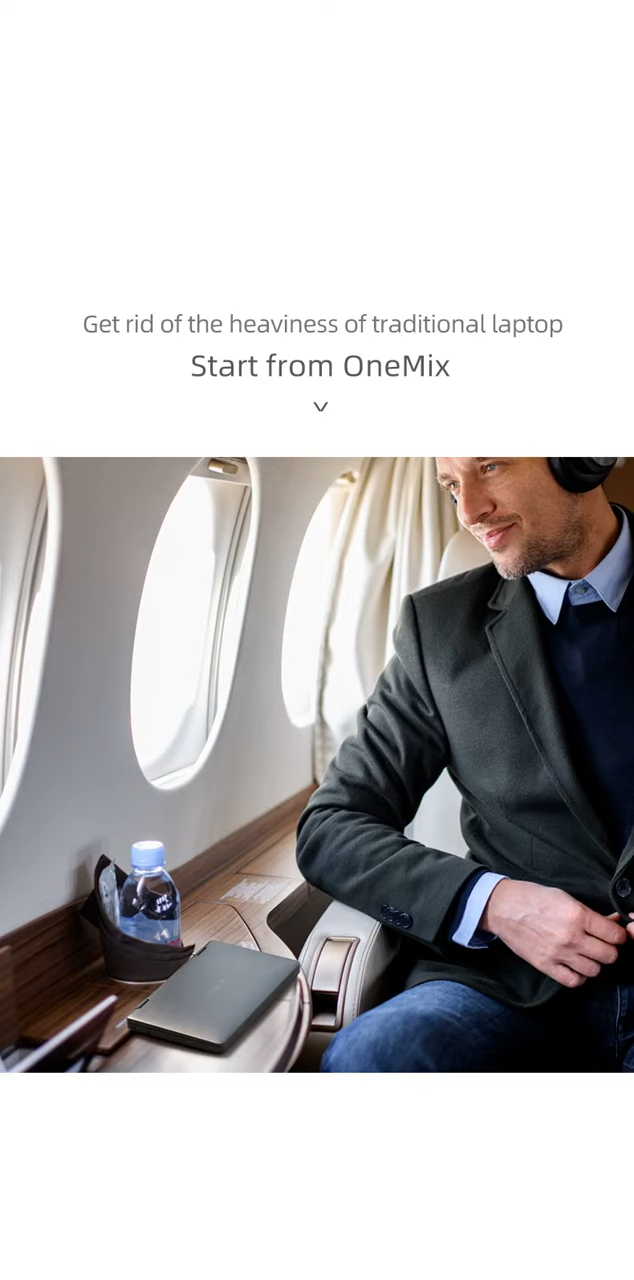 Get rid of the heaviness of traditional laptop
Start from OneMix